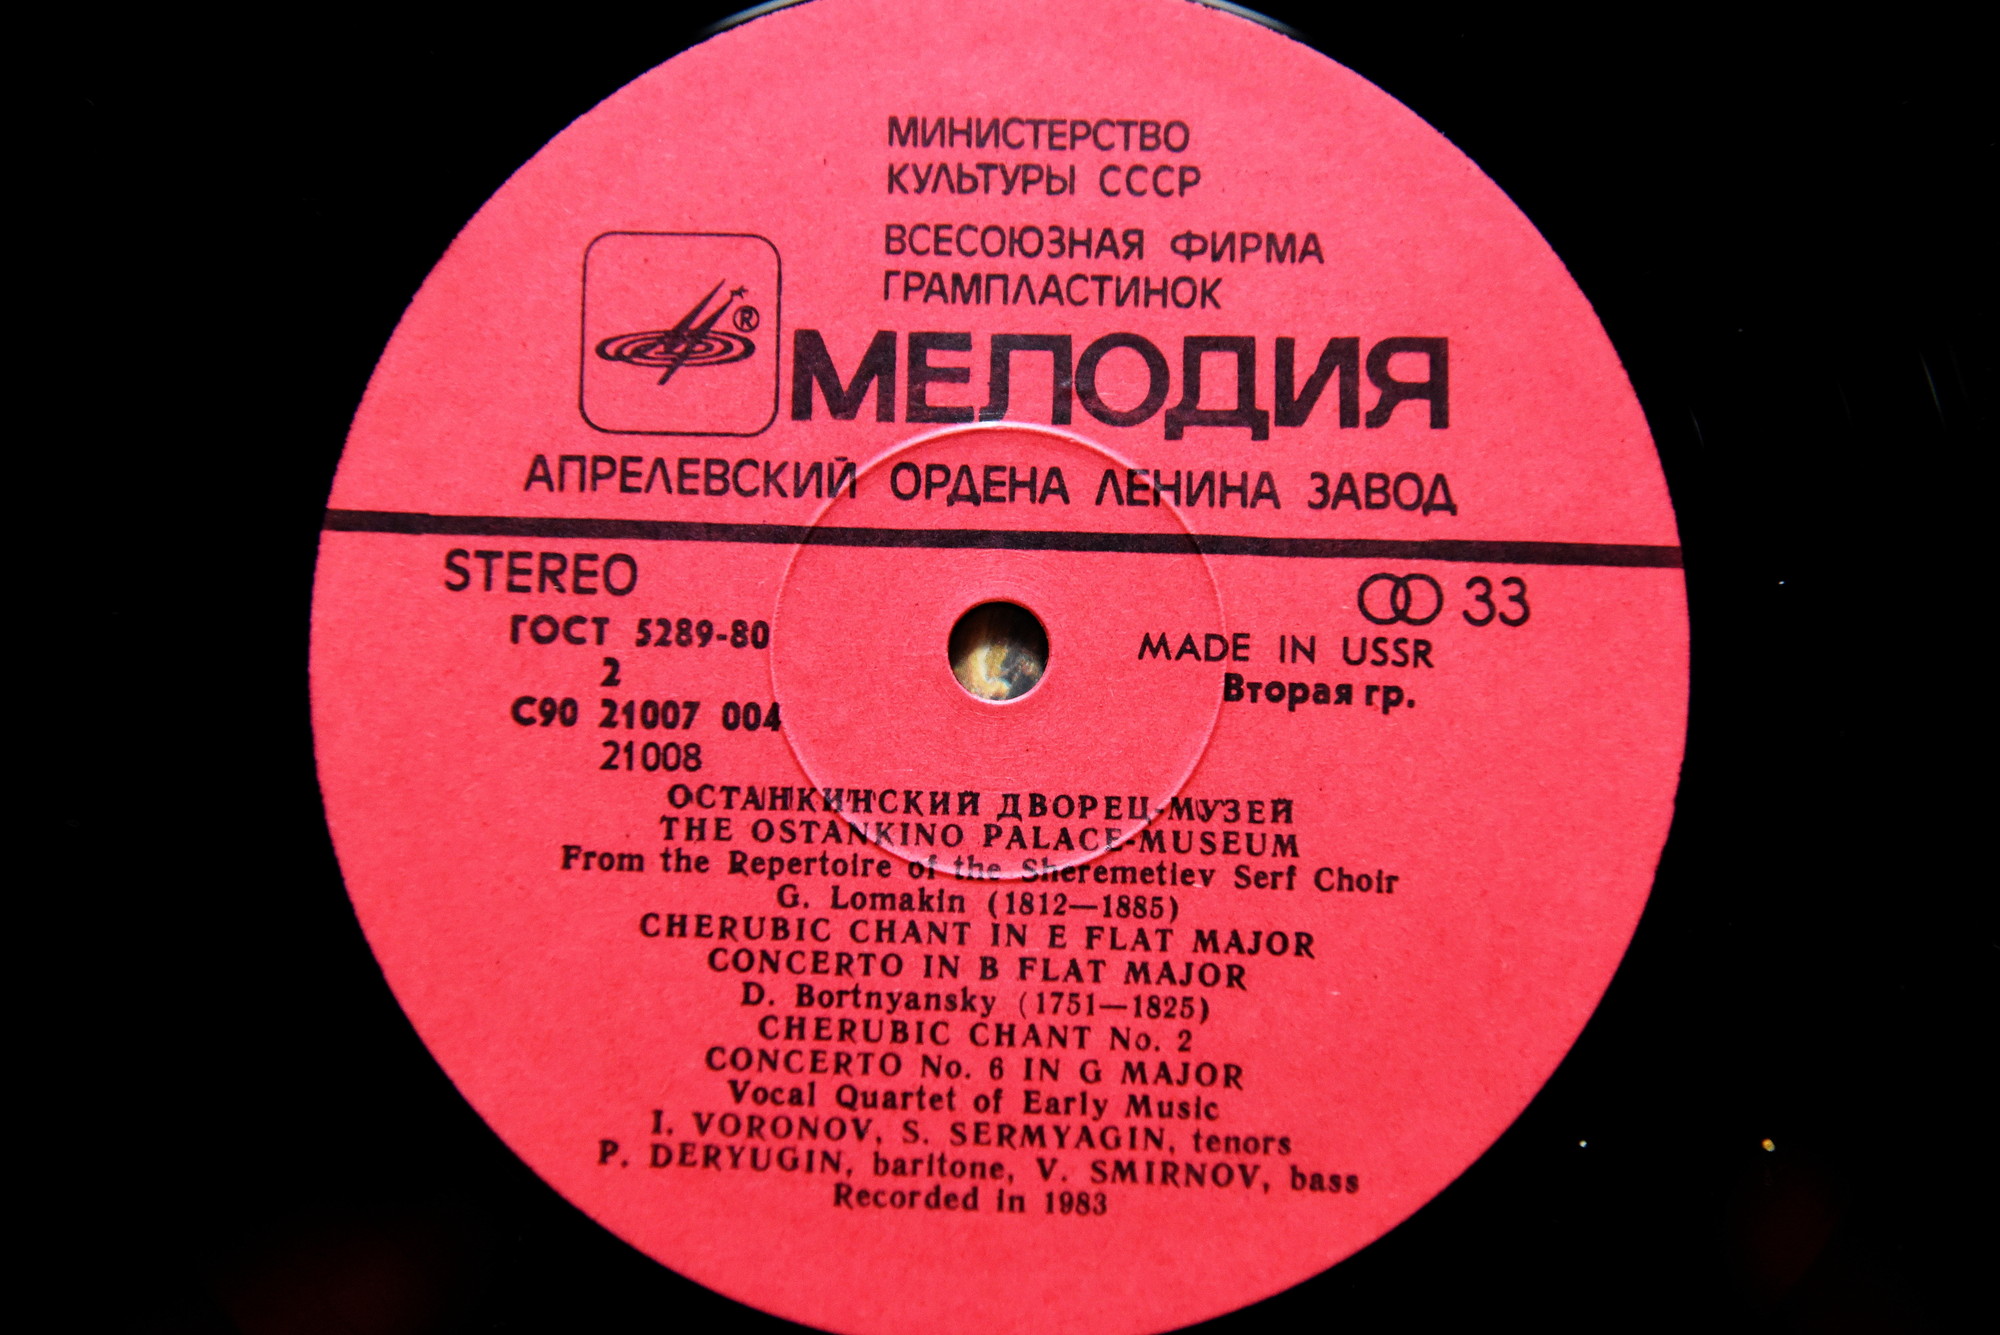 МИНИСТЕРСТВО
КУЛЬТУРЫ СССР
ВСЕСОЮЗНАЯ ФИРМА
ГРАМПЛАСТИНОК
®
МЕЛОДИЯ
АПРЕЛЕВСКИЙ ОРДЕНА ЛЕНИНА ЗАВОД
STEREO
33
ГОСТ 5289-80
MADE IN USSR
2
Вторая гр.
С90 21007 004
21008
ОСТАНКИНСКИЙ ДВОРЕЦ-МУЗЕЙ
THE OSTANKINO PALACE-MUSEUM
From the Repertoire of the Sheremetiev Serf Choir
G. Lomakin (1812—1885)
CHERUBIC CHANT IN E FLAT MAJOR
CONCERTO IN B FLAT MAJOR
D. Bortnyansky (1751—1825)
CHERUBIC CHANT No. 2
CONCERTO No. 6 IN G MAJOR
Vocal Quartet of Early Music
I. VORONOV, S. SERMYAGIN, tenors
P. DERYUGIN, baritone, V. SMIRNOV, bass
Recorded in 1983